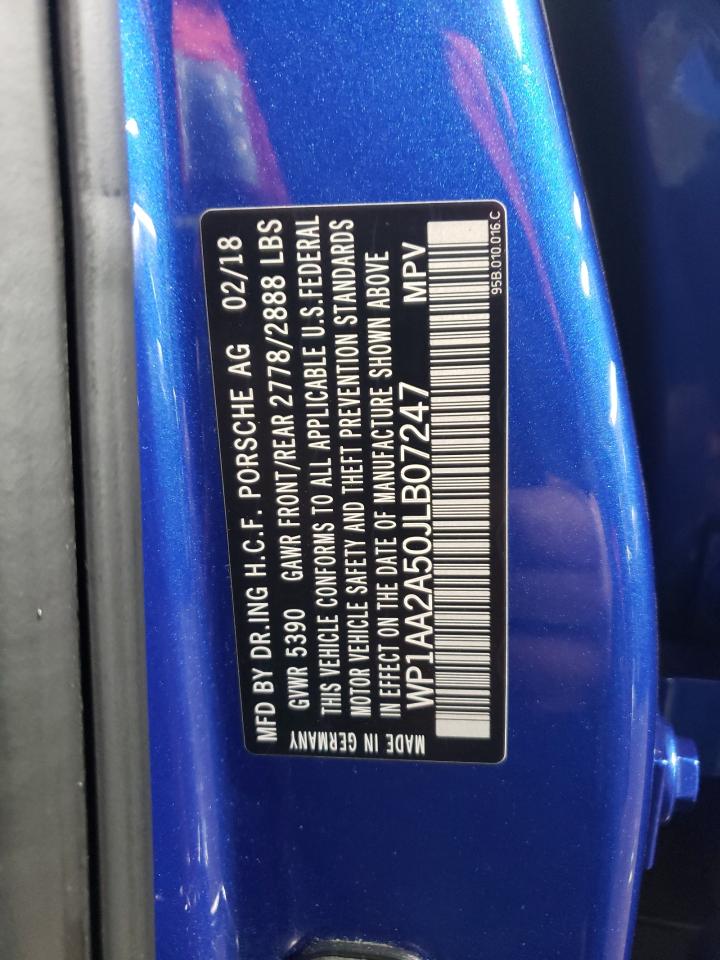 MFD BY DR.ING H.C.F. PORSCHE AG 02/18
GVWR 5390 GAWR FRONT/REAR 2778/2888 LBS
THIS VEHICLE CONFORMS TO ALL APPLICABLE U.S.FEDERAL
MOTOR VEHICLE SAFETY AND THEFT PREVENTION STANDARDS
IN EFFECT ON THE DATE OF MANUFACTURE SHOWN ABOVE
WP1AA2A50JLB07247 MPV
MADE IN GERMANY
95B.010.016.C